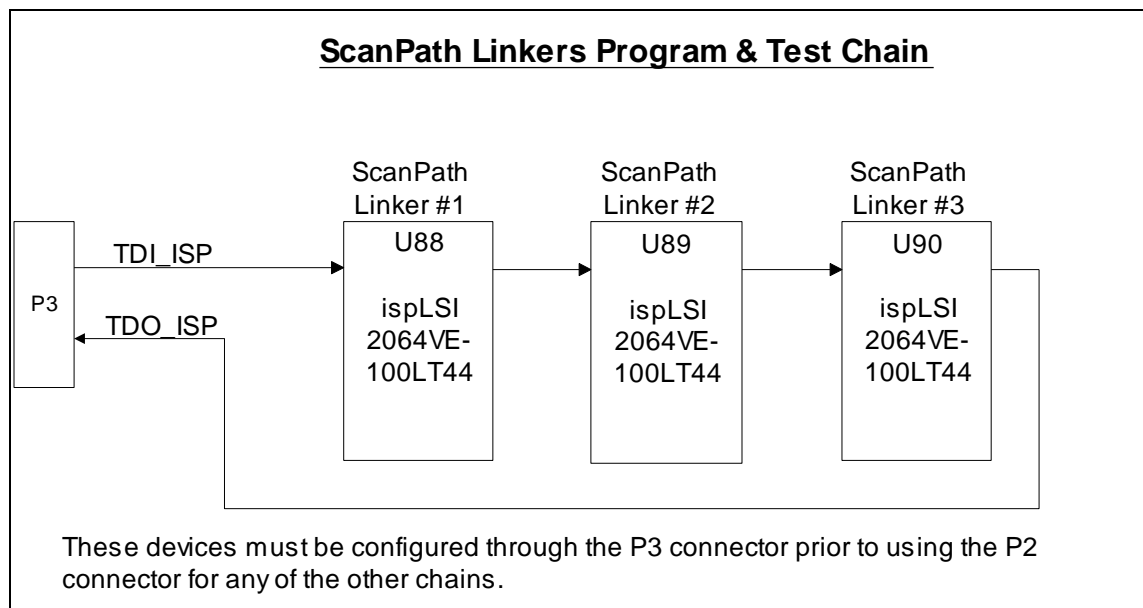 ScanPath Linkers Program & Test Chain
ScanPath
Linker #1
ScanPath
Linker #2
ScanPath
Linker #3
P3
TDI_ISP
TDO_ISP
U88
ispLSI
2064VE-
100LT44
U89
ispLSI
2064VE-
100LT44
U90
ispLSI
2064VE-
100LT44
These devices must be configured through the P3 connector prior to using the P2
connector for any of the other chains.